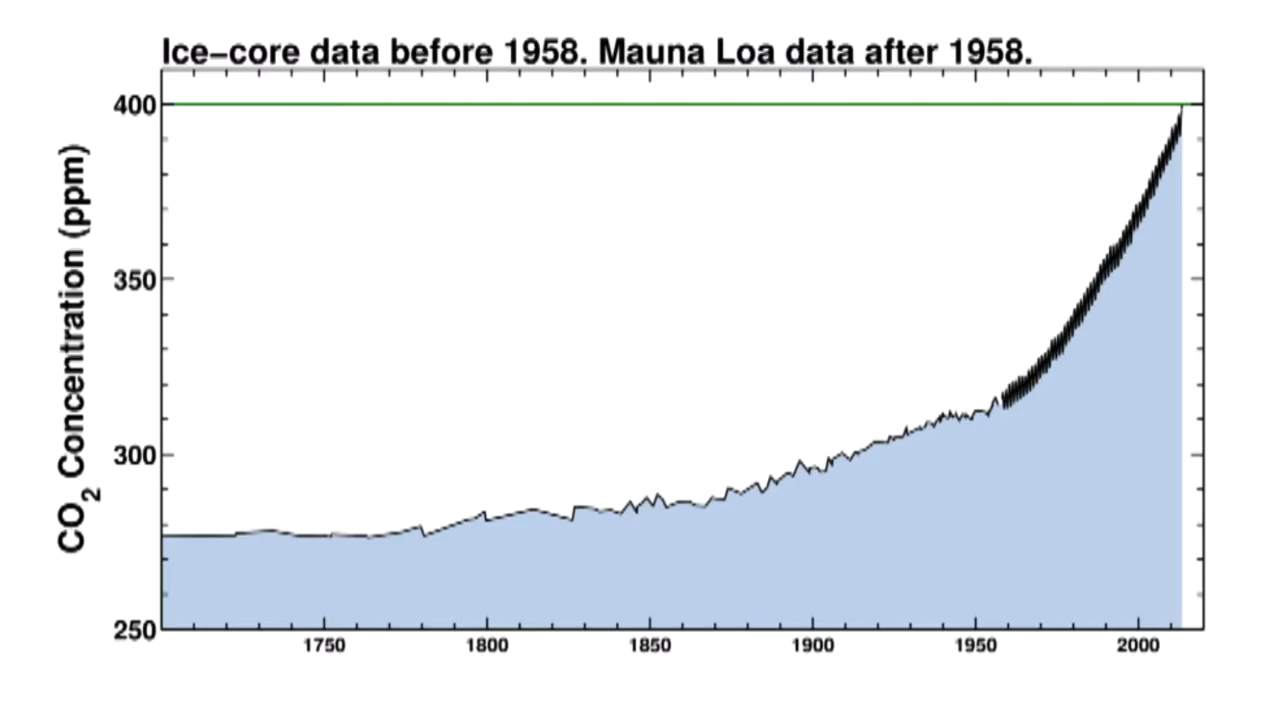 Ice–core data before 1958. Mauna Loa data after 1958.
400
350
300
250
CO2 Concentration (ppm)
1750 1800 1850 1900 1950 2000